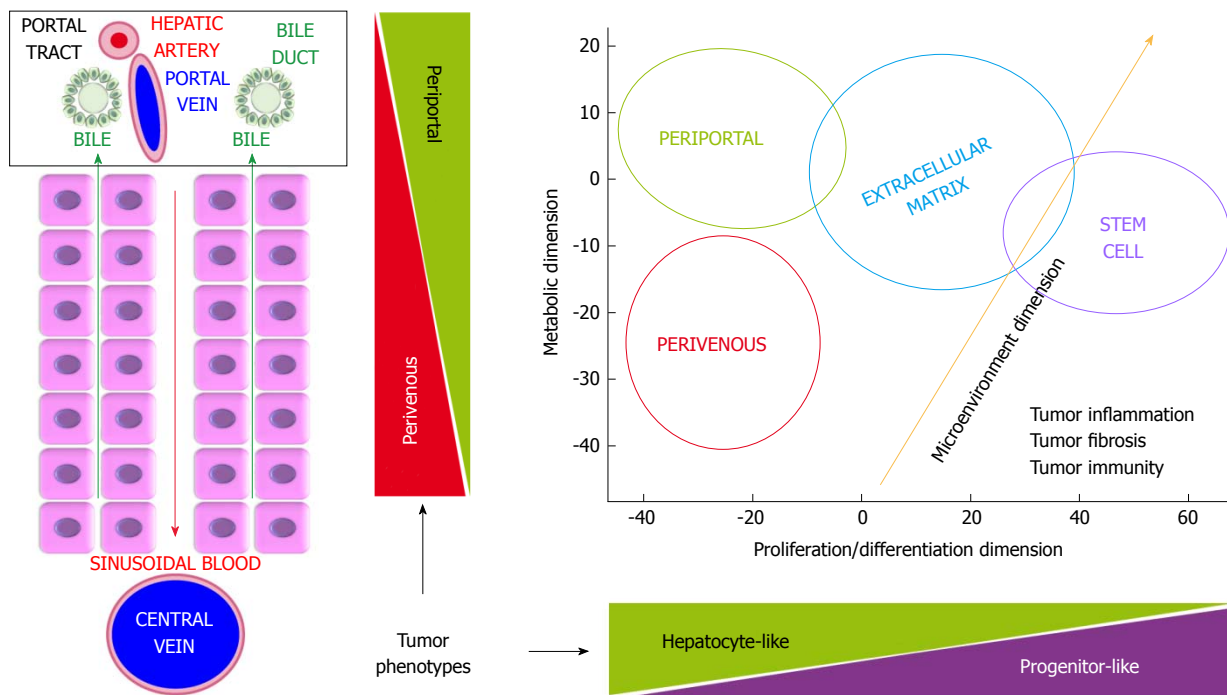 PORTAL
TRACT
HEPATIC
ARTERY
PORTAL
VEIN
BILE
DUCT
BILE
BILE
SINUSOIDAL BLOOD
CENTRAL
VEIN
Periportal
Perivenous
Tumor
phenotypes
Metabolic dimension
20
10
0
-10
-20
-30
-40
PERIPORTAL
EXTRACELLULAR
MATRIX
STEM
CELL
PERIVENOUS
Microenvironment dimension
Tumor inflammation
Tumor fibrosis
Tumor immunity
-40 -20 0 20 40 60
Proliferation/differentiation dimension
Hepatocyte-like
Progenitor-like